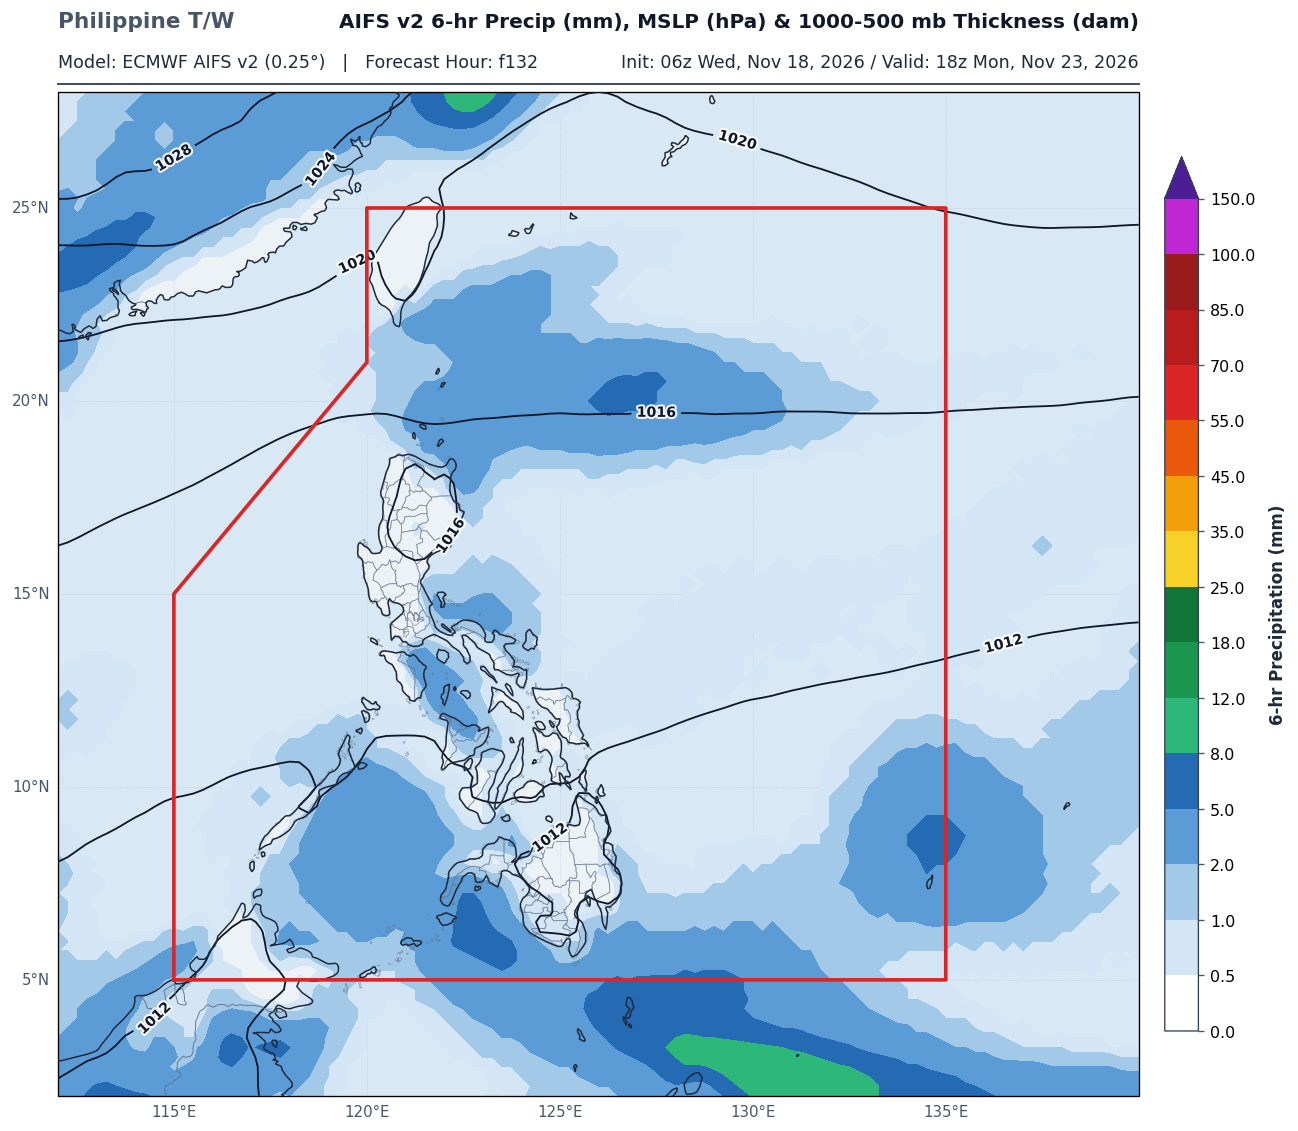 Philippine T/W
AIFS v2 6-hr Precip (mm), MSLP (hPa) & 1000-500 mb Thickness (dam)
Model: ECMWF AIFS v2 (0.25°)   |   Forecast Hour: f132
Init: 06z Wed, Nov 18, 2026 / Valid: 18z Mon, Nov 23, 2026
1028
1024
1020
1020
1016
1016
1012
1012
1012
25°N
20°N
15°N
10°N
5°N
115°E
120°E
125°E
130°E
135°E
150.0
100.0
85.0
70.0
55.0
45.0
35.0
25.0
18.0
12.0
8.0
5.0
2.0
1.0
0.5
0.0
6-hr Precipitation (mm)